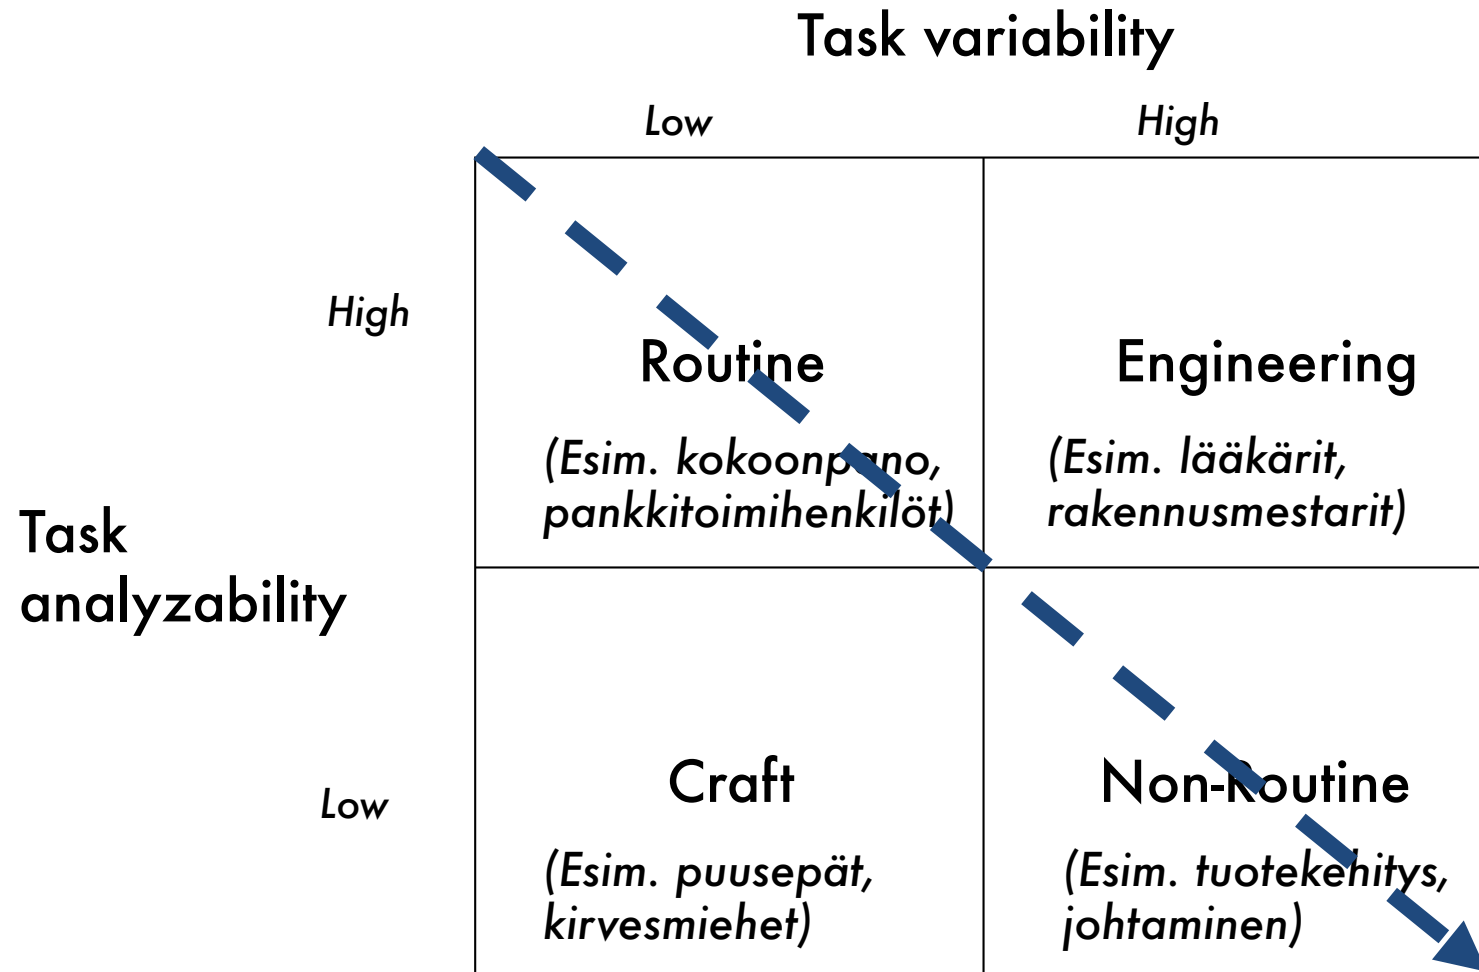 Task variability
Low
High
High
Routine
Engineering
(Esim. kokoonpano,
pankkitoimihenkilöt)
(Esim. lääkärit,
rakennusmestarit)
Task
analyzability
Low
Craft
Non-Routine
(Esim. puusepät,
kirvesmiehet)
(Esim. tuotekehitys,
johtaminen)